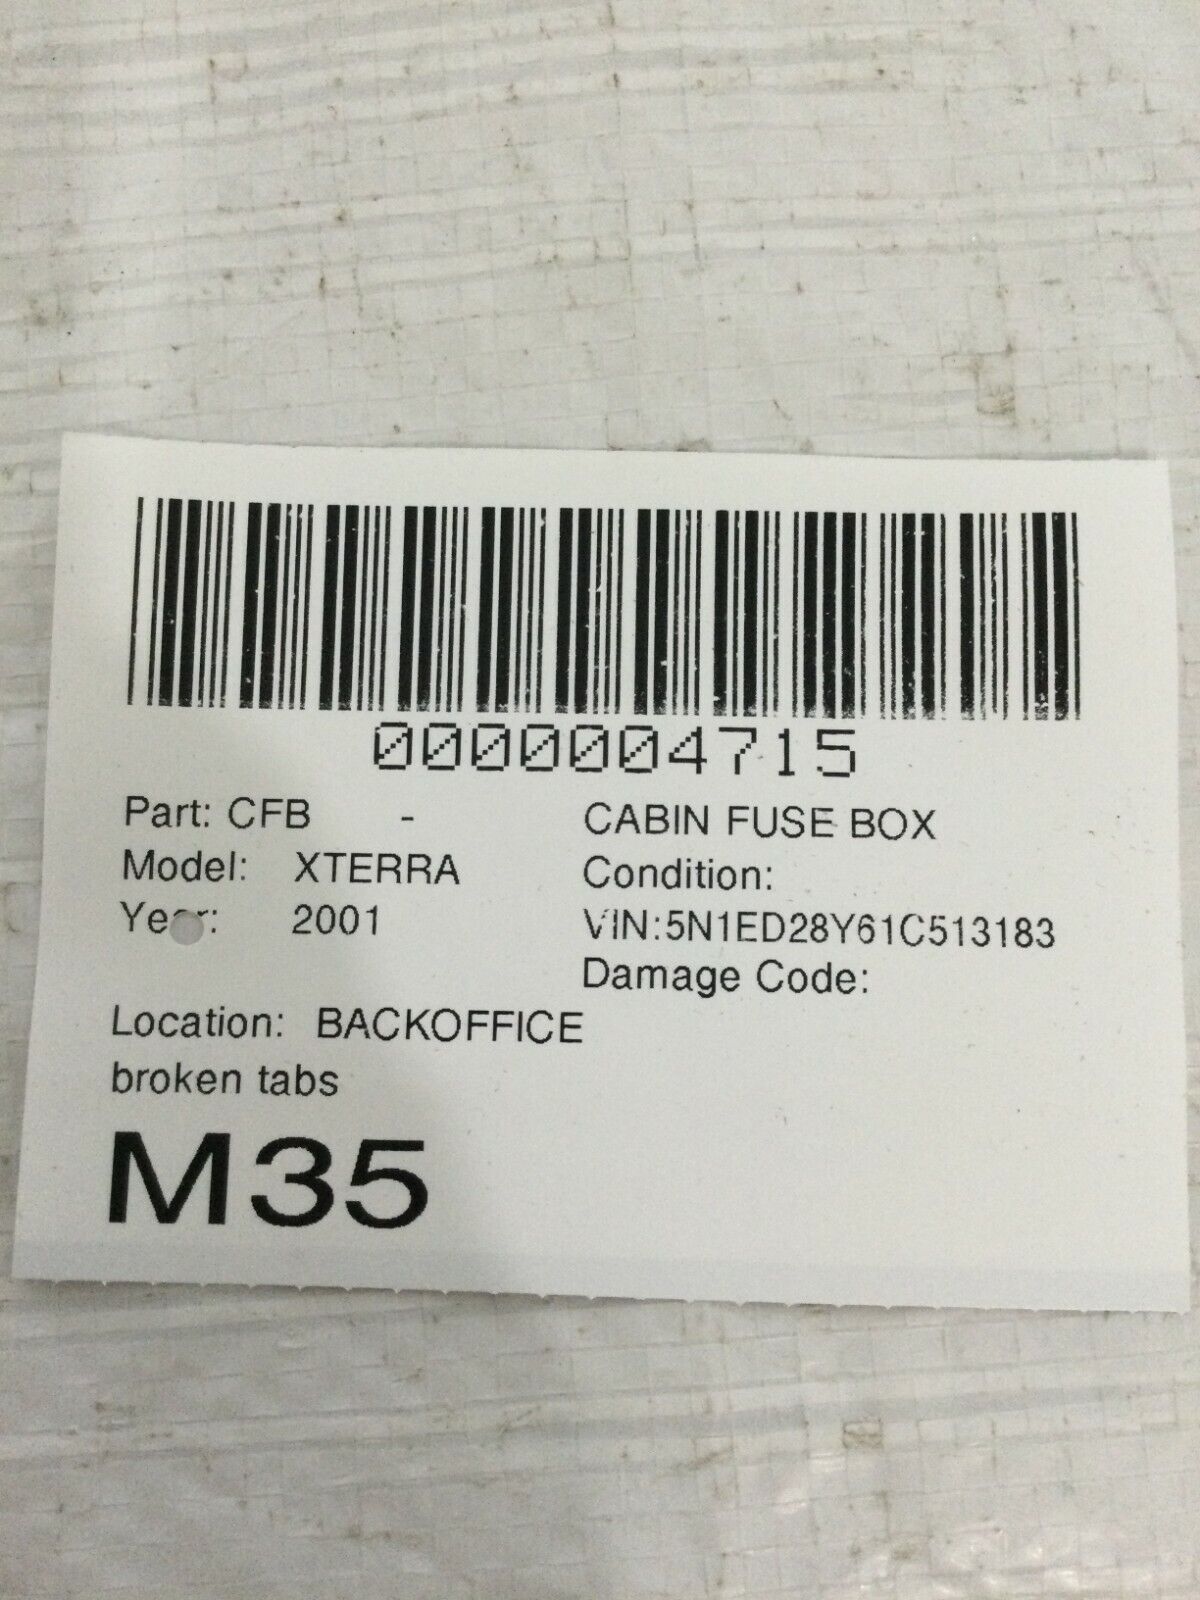 0000004715
Part: CFB - CABIN FUSE BOX
Model: XTERRA Condition:
Year: 2001 VIN:5N1ED28Y61C513183
Damage Code:
Location: BACKOFFICE
broken tabs
M35